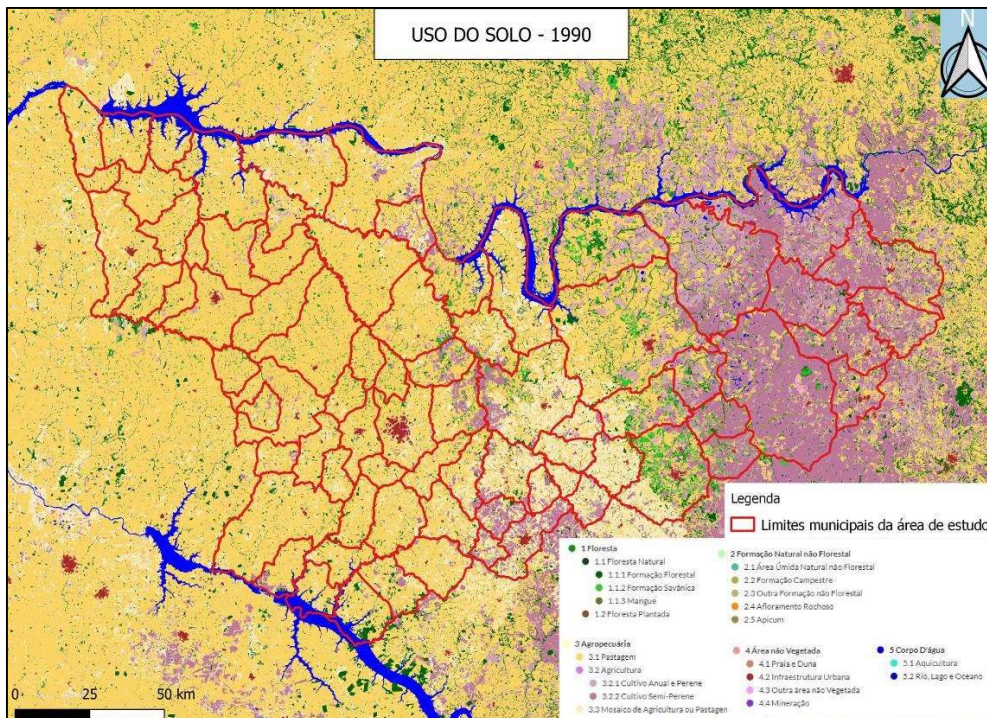 USO DO SOLO - 1990
N
0 25 50 km
Legenda
Limites municipais da área de estudo
1 Floresta
1.1 Floresta Natural
1.1.1 Formação Florestal
1.1.2 Formação Savânica
1.1.3 Mangue
1.2 Floresta Plantada
2 Formação Natural não Florestal
2.1 Área Úmida Natural não Florestal
2.2 Formação Campestre
2.3 Outra Formação não Florestal
2.4 Afloramento Rochoso
2.5 Apicum
3 Agropecuária
3.1 Pastagem
3.2 Agricultura
3.2.1 Cultivo Anual e Perene
3.2.2 Cultivo Semi-Perene
3.3 Mosaico de Agricultura ou Pastagen
4 Área não Vegetada
4.1 Praia e Duna
4.2 Infraestrutura Urbana
4.3 Outra área não Vegetada
4.4 Mineração
5 Corpo D'água
5.1 Aquicultura
5.2 Rio, Lago e Oceano